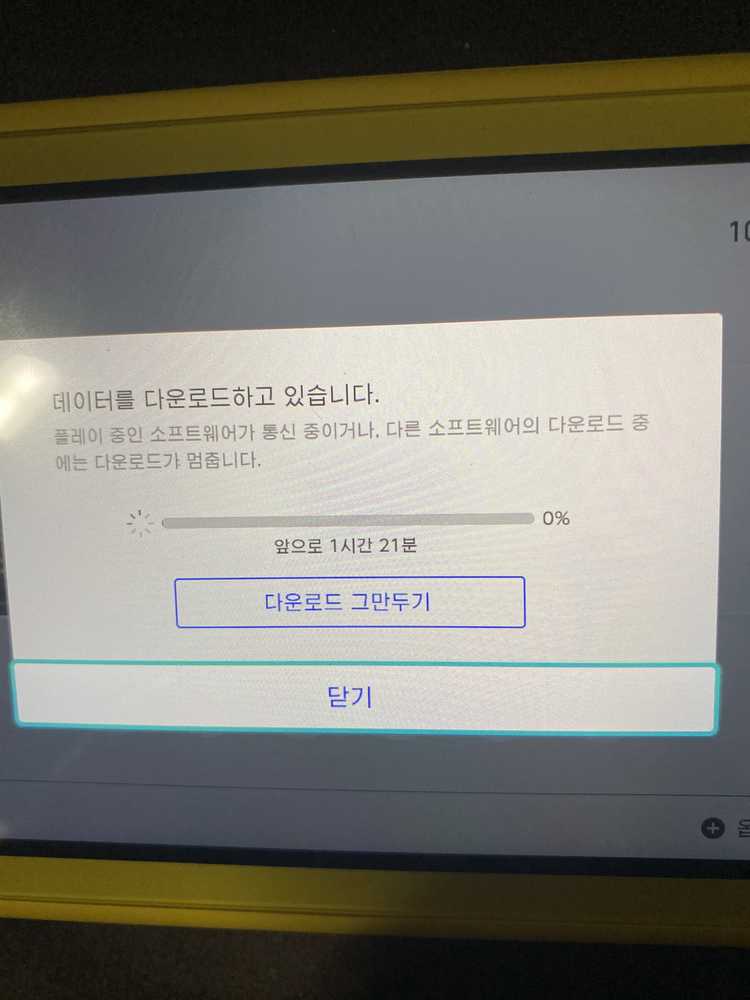 10
데이터를 다운로드하고 있습니다.
플레이 중인 소프트웨어가 통신 중이거나, 다른 소프트웨어의 다운로드 중
에는 다운로드가 멈춥니다.
0%
앞으로 1시간 21분
다운로드 그만두기
닫기